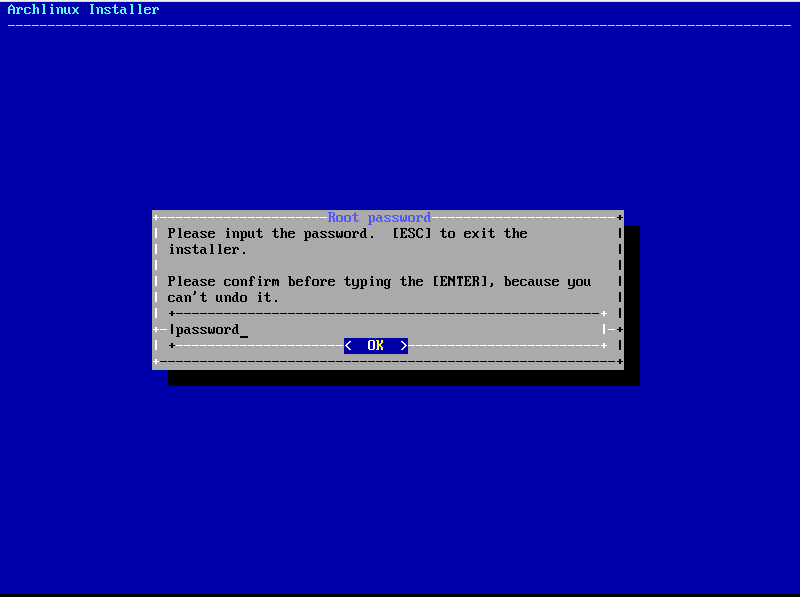 Archlinux Installer
Root password
Please input the password.  [ESC] to exit the
installer.
Please confirm before typing the [ENTER], because you
can't undo it.
password_
<  OK  >